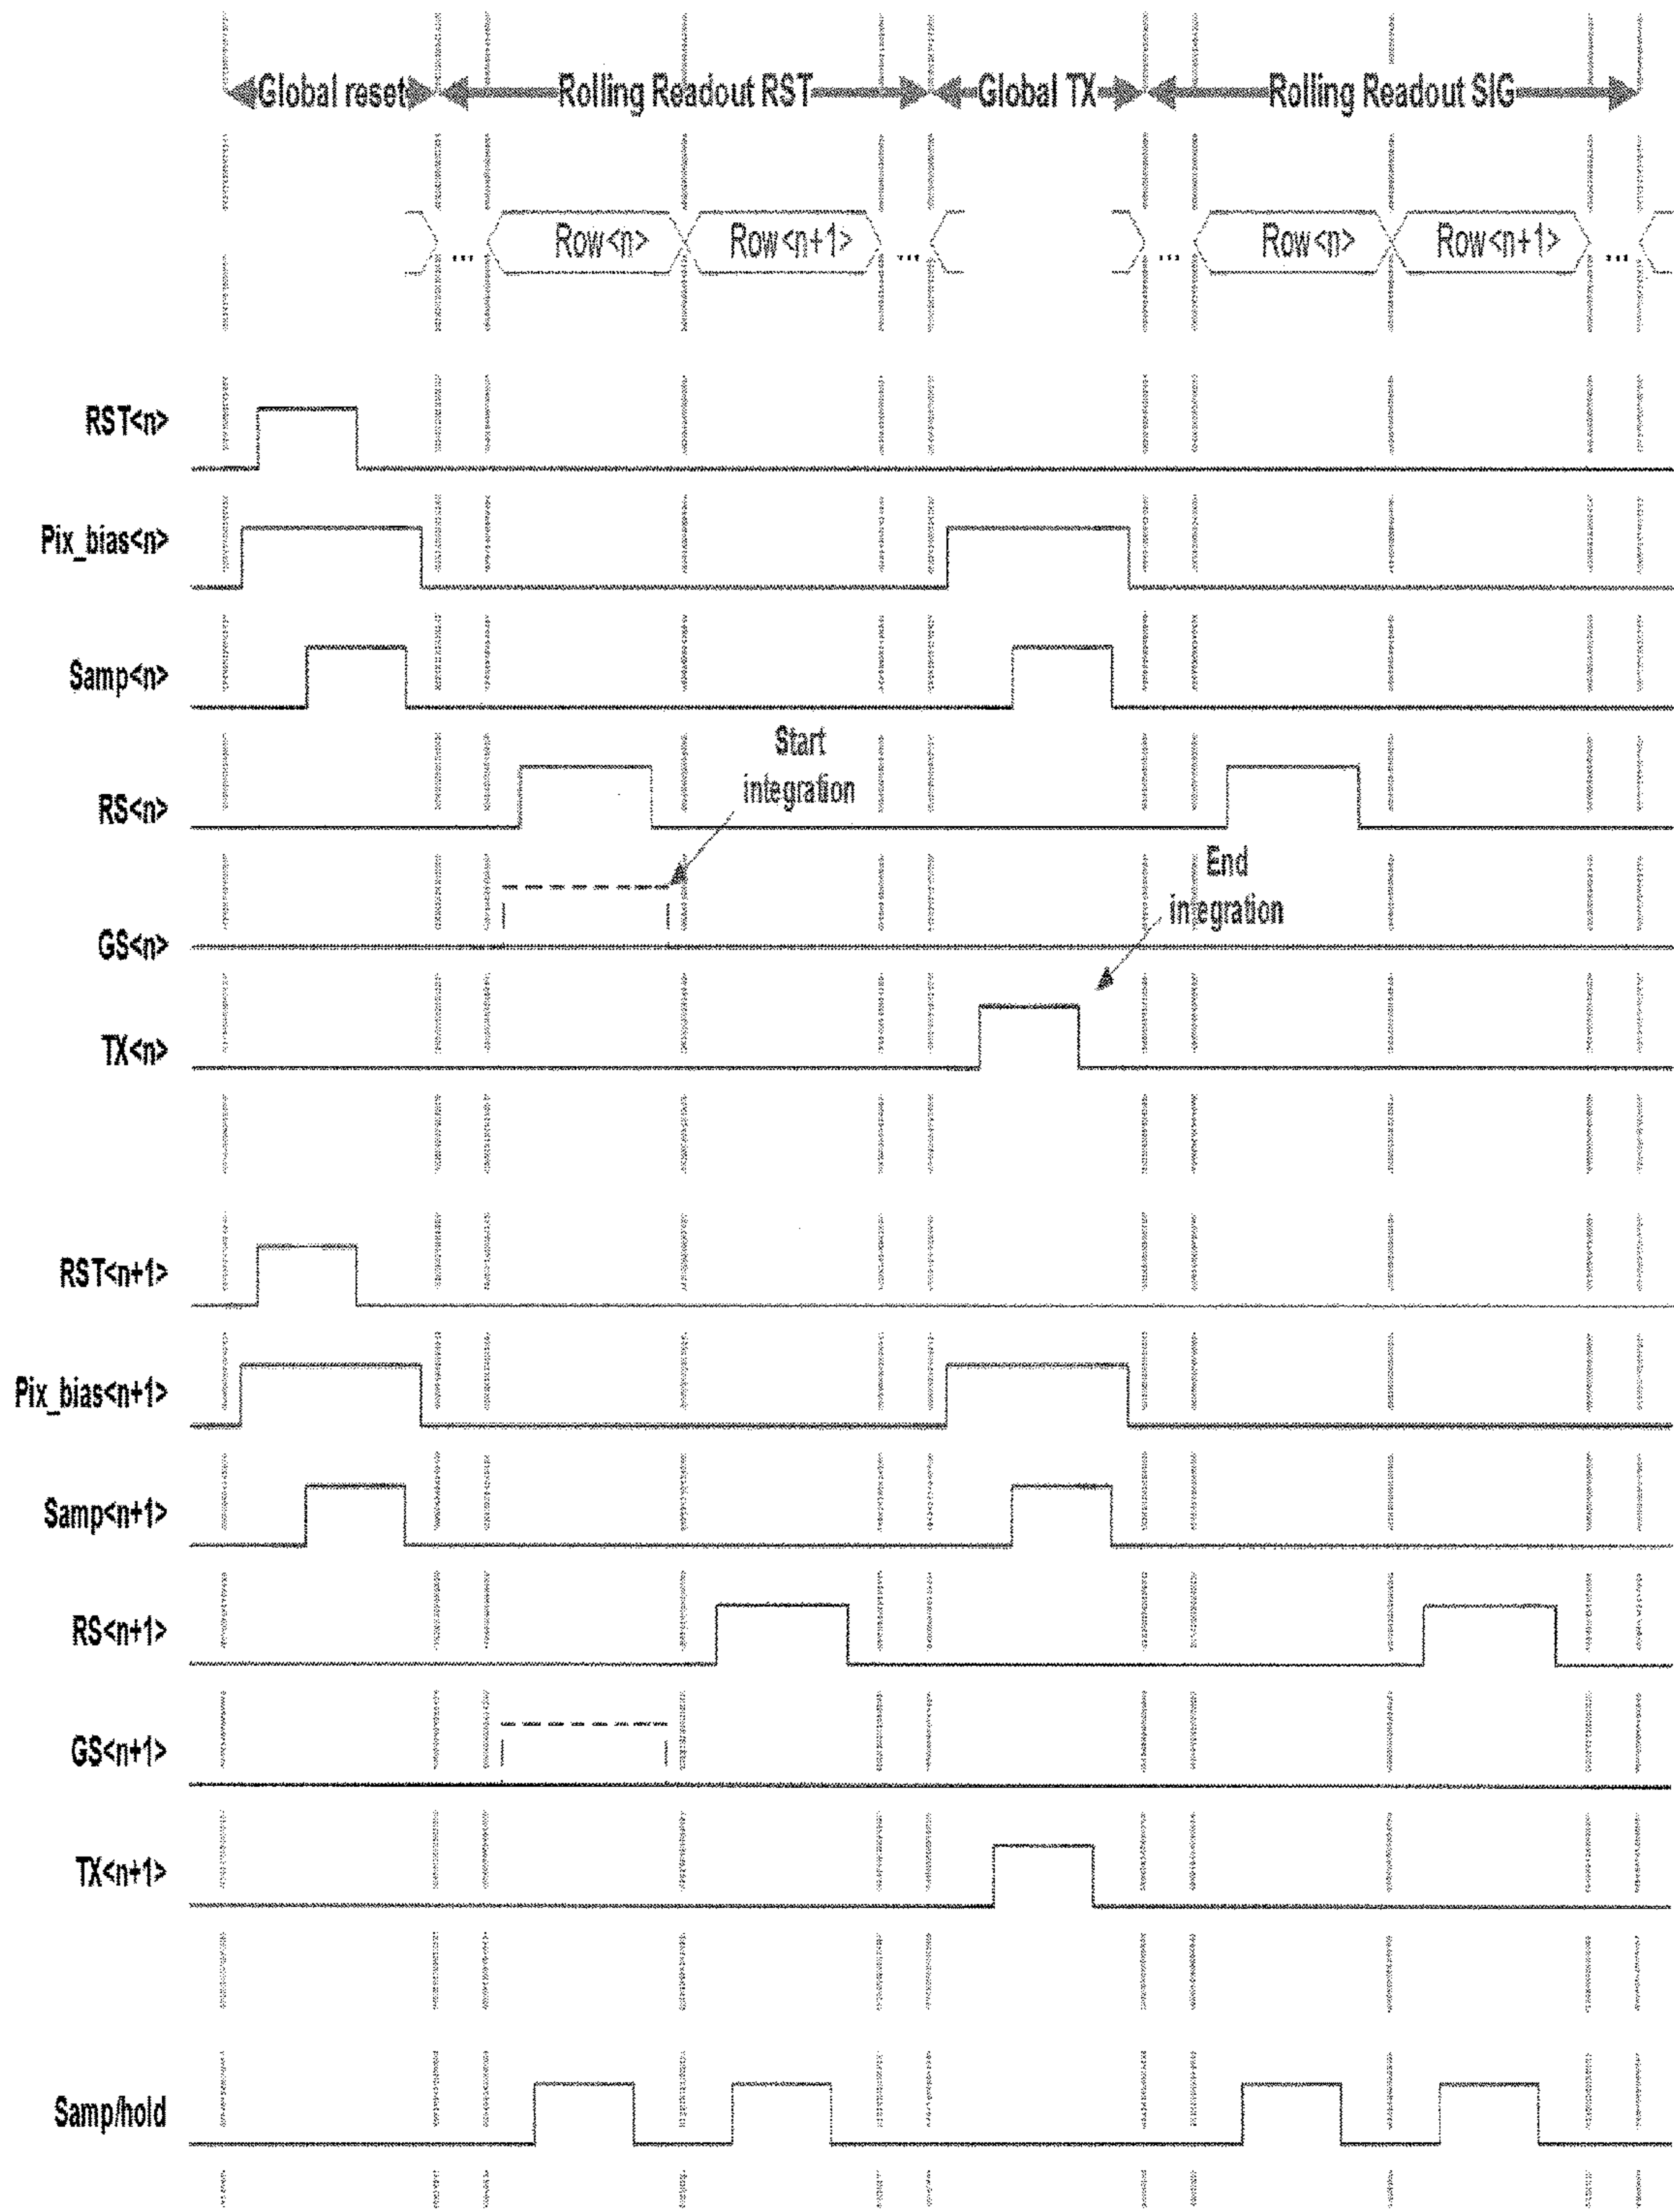 Global reset Rolling Readout RST Global TX Rolling Readout SIG
... Row<n> Row<n+1> ... ... Row<n> Row<n+1> ...
RST<n>
Pix_bias<n>
Samp<n>
Start
integration
RS<n>
End
integration
GS<n>
TX<n>
RST<n+1>
Pix_bias<n+1>
Samp<n+1>
RS<n+1>
GS<n+1>
TX<n+1>
Samp/hold